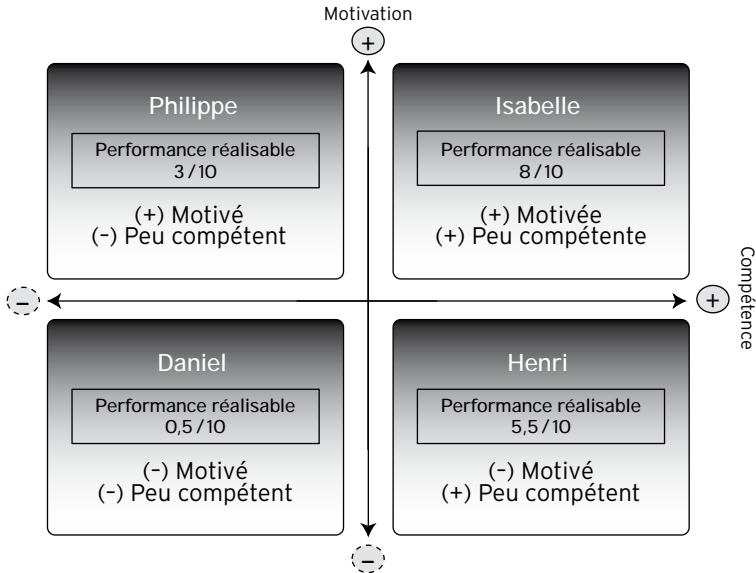 Motivation
+
Philippe
Performance réalisable
3/10
(+) Motivé
(-) Peu compétent
Isabelle
Performance réalisable
8/10
(+) Motivée
(+) Peu compétente
-
+
Compétence
Daniel
Performance réalisable
0,5/10
(-) Motivé
(-) Peu compétent
Henri
Performance réalisable
5,5/10
(-) Motivé
(+) Peu compétent
-